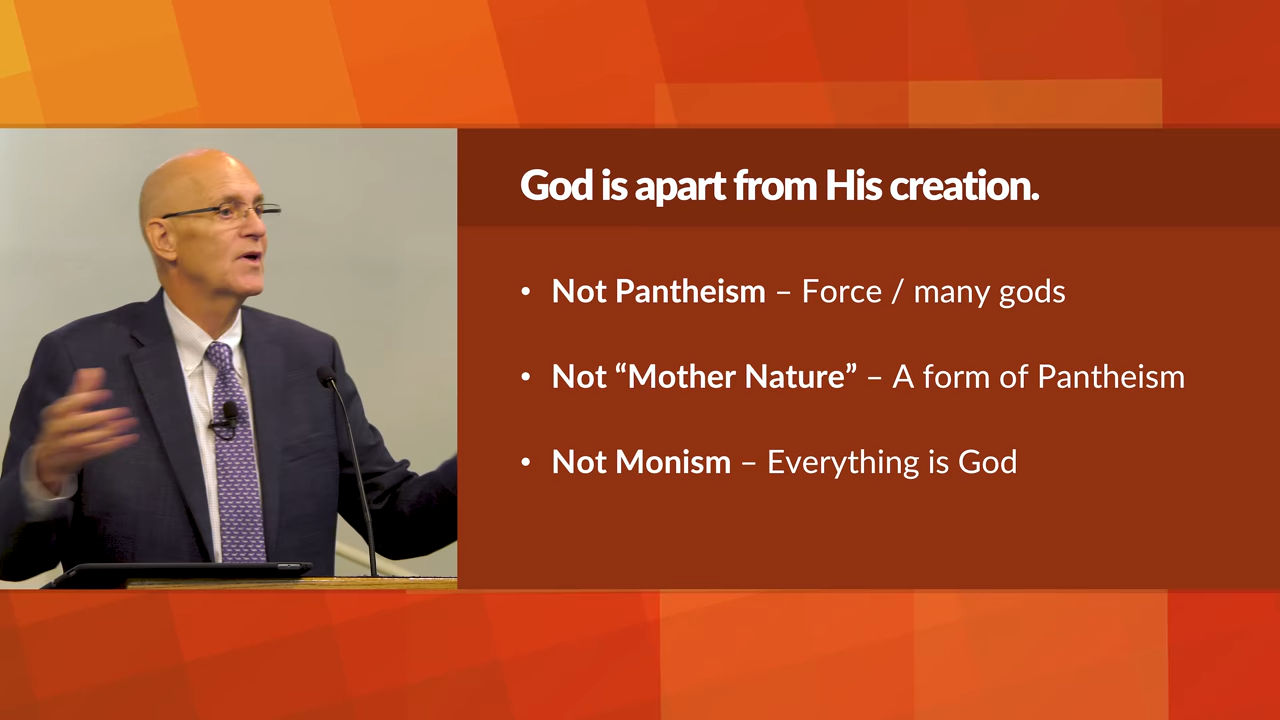 God is apart from His creation.
• Not Pantheism – Force / many gods
• Not “Mother Nature” – A form of Pantheism
• Not Monism – Everything is God